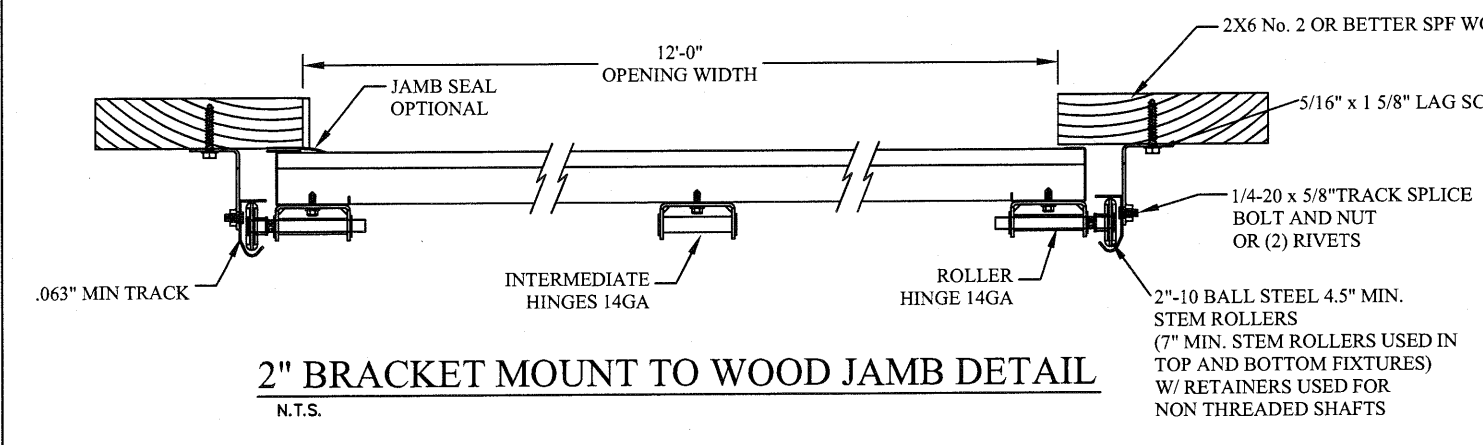 2X6 No. 2 OR BETTER SPF
12'-0"
OPENING WIDTH
JAMB SEAL
OPTIONAL
5/16" x 1 5/8" LAG
1/4-20 x 5/8"TRACK SPLICE
BOLT AND NUT
OR (2) RIVETS
.063" MIN TRACK
INTERMEDIATE
HINGES 14GA
ROLLER
HINGE 14GA
2"-10 BALL STEEL 4.5" MIN.
STEM ROLLERS
(7" MIN. STEM ROLLERS USED IN
TOP AND BOTTOM FIXTURES)
W/ RETAINERS USED FOR
NON THREADED SHAFTS
2" BRACKET MOUNT TO WOOD JAMB DETAIL
N.T.S.